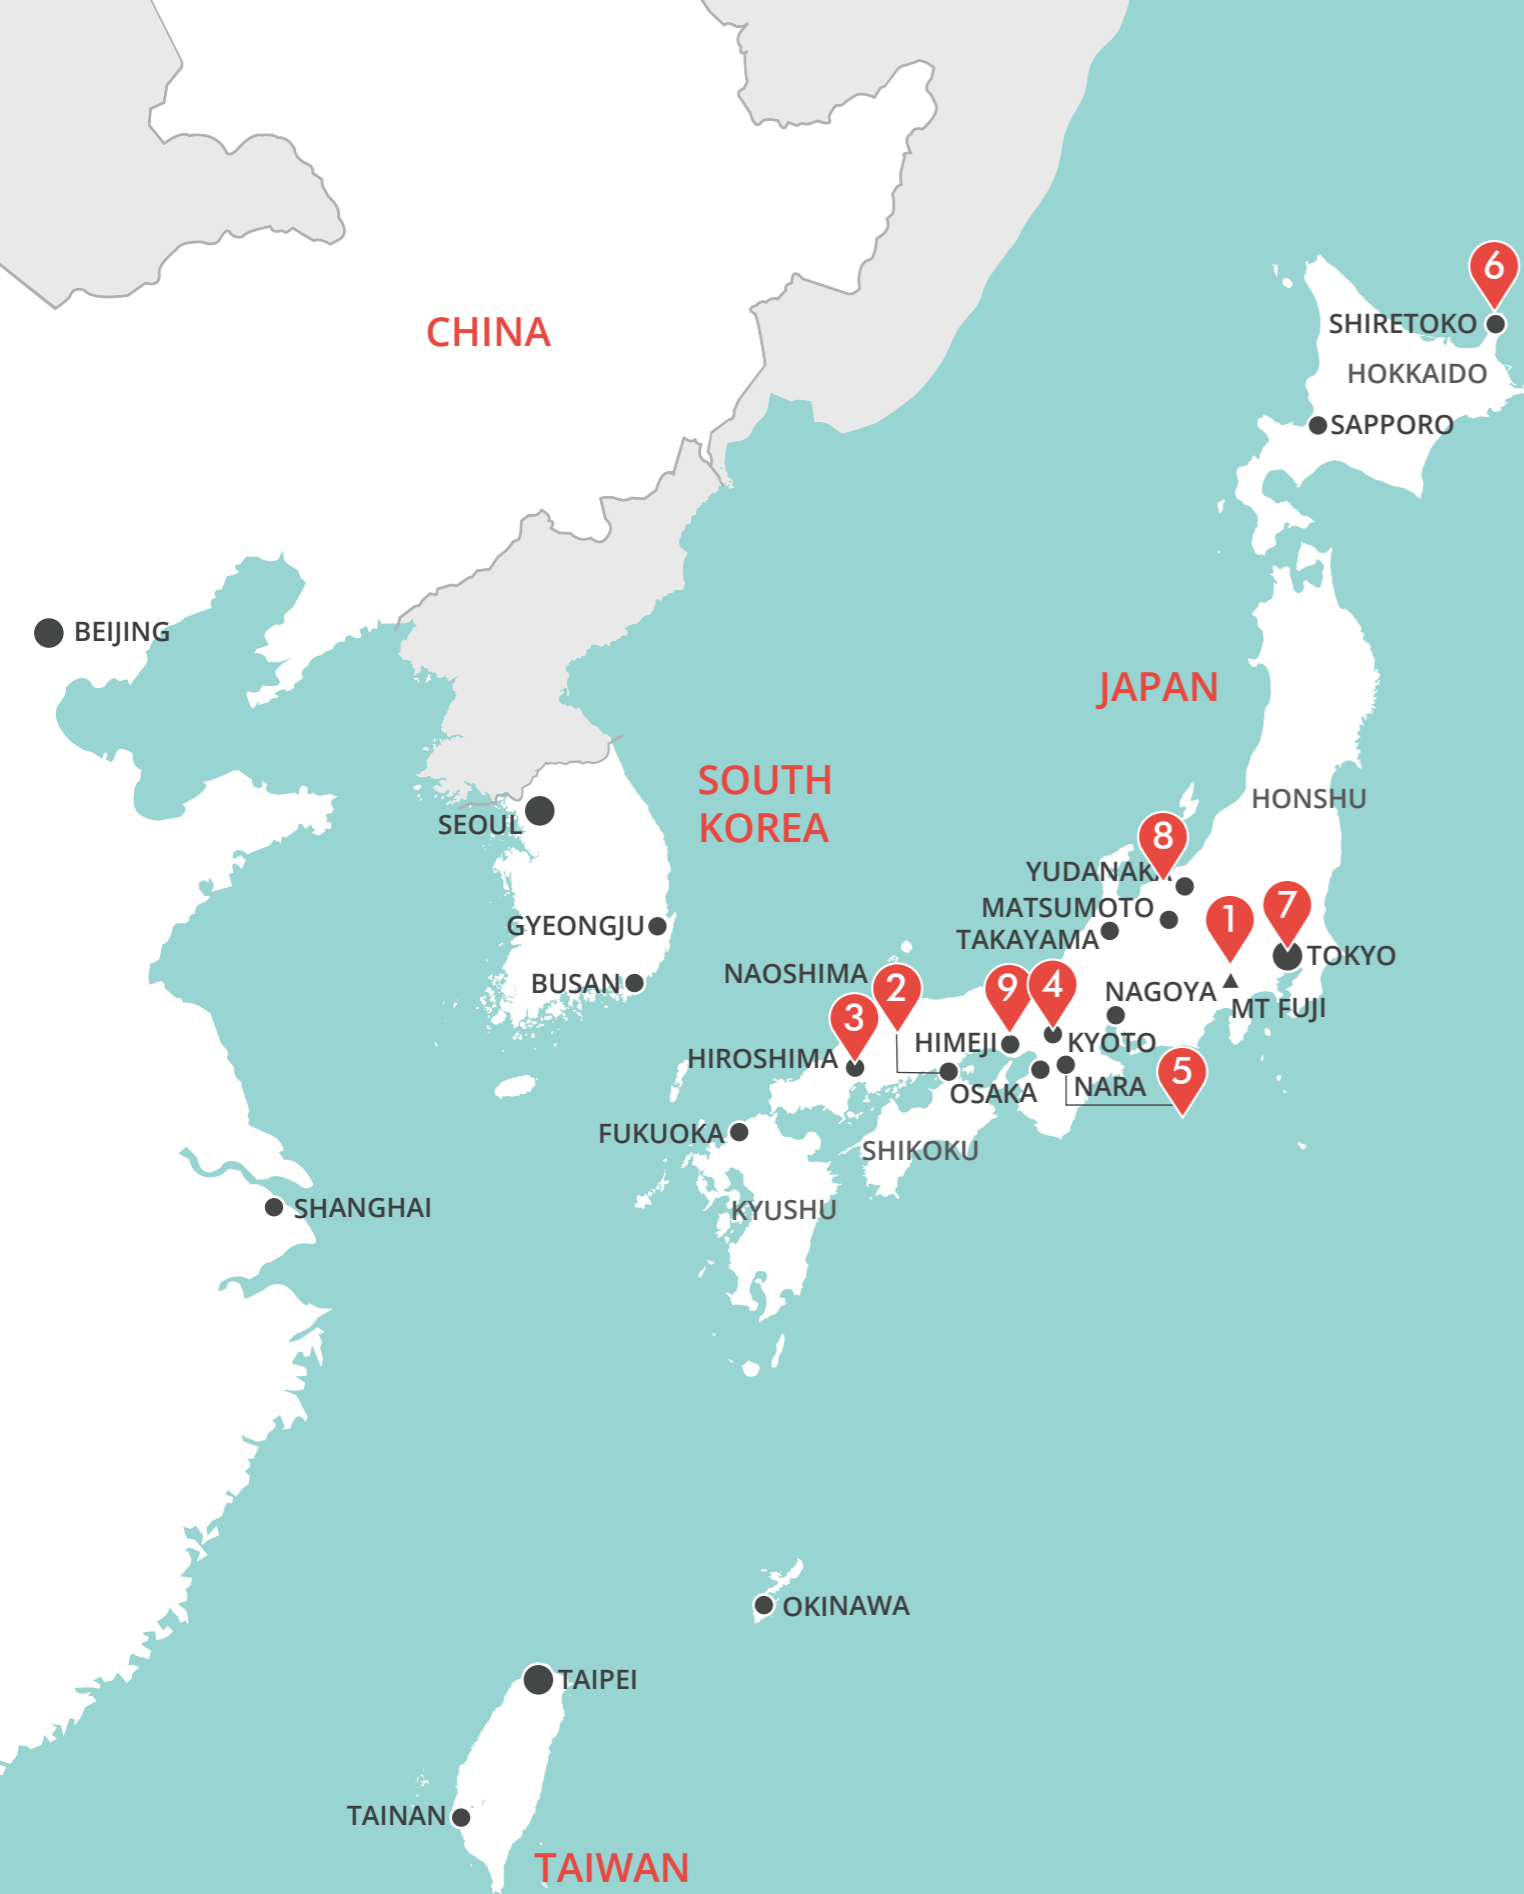 6
CHINA
SHIRETOKO
HOKKAIDO
SAPPORO
BEIJING
JAPAN
SOUTH
KOREA
HONSHU
SEOUL
8
YUDANAKA
MATSUMOTO
1
7
GYEONGJU
TAKAYAMA
TOKYO
NAOSHIMA
2
9
4
BUSAN
NAGOYA
MT FUJI
3
HIMEJI
KYOTO
HIROSHIMA
5
OSAKA
NARA
FUKUOKA
SHIKOKU
SHANGHAI
KYUSHU
OKINAWA
TAIPEI
TAINAN
TAIWAN